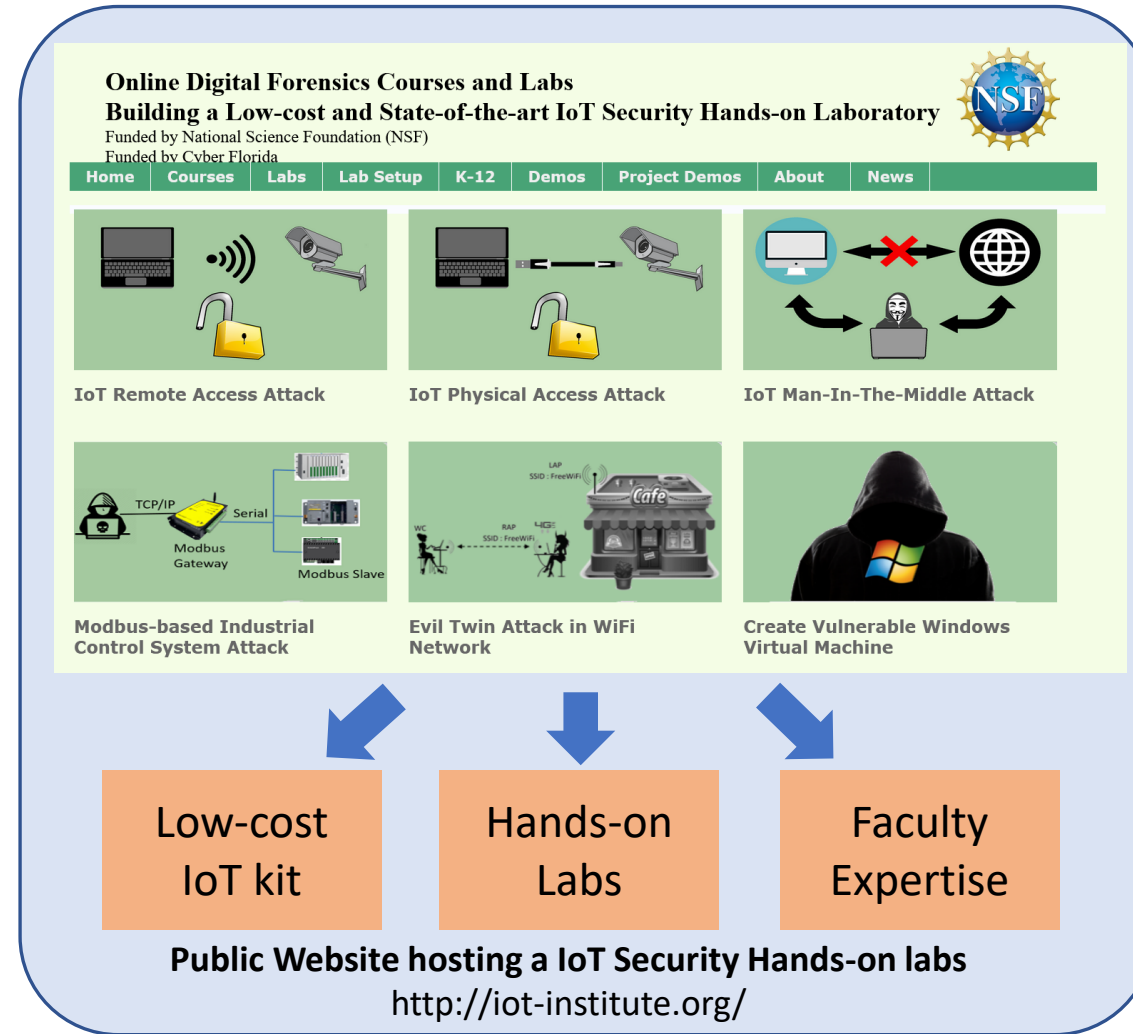 Online Digital Forensics Courses and Labs
Building a Low-cost and State-of-the-art IoT Security Hands-on Laboratory
Funded by National Science Foundation (NSF)
Funded by Cyber Florida
NSF
Home Courses Labs Lab Setup K-12 Demos Project Demos About News
IoT Remote Access Attack
IoT Physical Access Attack
IoT Man-In-The-Middle Attack
TCP/IP
Serial
Modbus
Gateway
Modbus Slave
LAP
SSID : FreeWiFi
Cafe
WC
RAP
SSID : FreeWiFi
4G
Modbus-based Industrial
Control System Attack
Evil Twin Attack in WiFi
Network
Create Vulnerable Windows
Virtual Machine
Low-cost
IoT kit
Hands-on
Labs
Faculty
Expertise
Public Website hosting a IoT Security Hands-on labs
http://iot-institute.org/